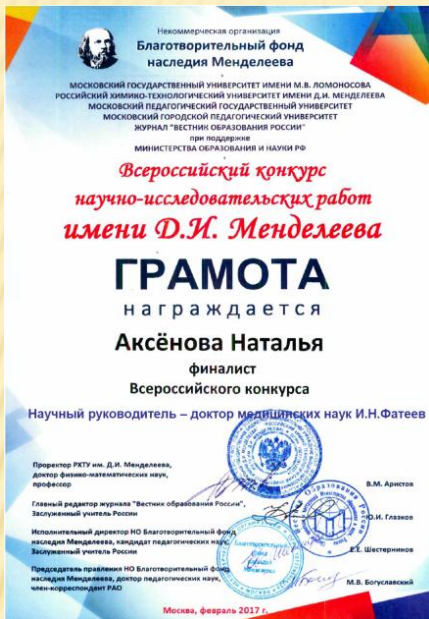 Некоммерческая организация
Благотворительный фонд
наследия Менделеева
МОСКОВСКИЙ ГОСУДАРСТВЕННЫЙ УНИВЕРСИТЕТ ИМЕНИ М.В. ЛОМОНОСОВА
РОССИЙСКИЙ ХИМИКО-ТЕХНОЛОГИЧЕСКИЙ УНИВЕРСИТЕТ ИМЕНИ Д.И. МЕНДЕЛЕЕВА
МОСКОВСКИЙ ПЕДАГОГИЧЕСКИЙ ГОСУДАРСТВЕННЫЙ УНИВЕРСИТЕТ
МОСКОВСКИЙ ГОРОДСКОЙ ПЕДАГОГИЧЕСКИЙ УНИВЕРСИТЕТ
ЖУРНАЛ "ВЕСТНИК ОБРАЗОВАНИЯ РОССИИ"
при поддержке
МИНИСТЕРСТВА ОБРАЗОВАНИЯ И НАУКИ РФ
Всероссийский конкурс
научно-исследовательских работ
имени Д.И. Менделеева
ГРАМОТА
награждается
Аксёнова Наталья
финалист
Всероссийского конкурса
Научный руководитель – доктор медицинских наук И.Н.Фатеев
Проректор РХТУ им. Д.И. Менделеева,
доктор физико-математических наук,
профессор
В.М. Аристов
Главный редактор журнала "Вестник образования России",
Заслуженный учитель России
Ю.И. Глазков
Исполнительный директор НО Благотворительный фонд
наследия Менделеева, кандидат педагогических наук,
Заслуженный учитель России
Е.Е. Шестерников
Председатель правления НО Благотворительный фонд
наследия Менделеева, доктор педагогических наук,
член-корреспондент РАО
М.В. Богуславский
Москва, февраль 2017 г.